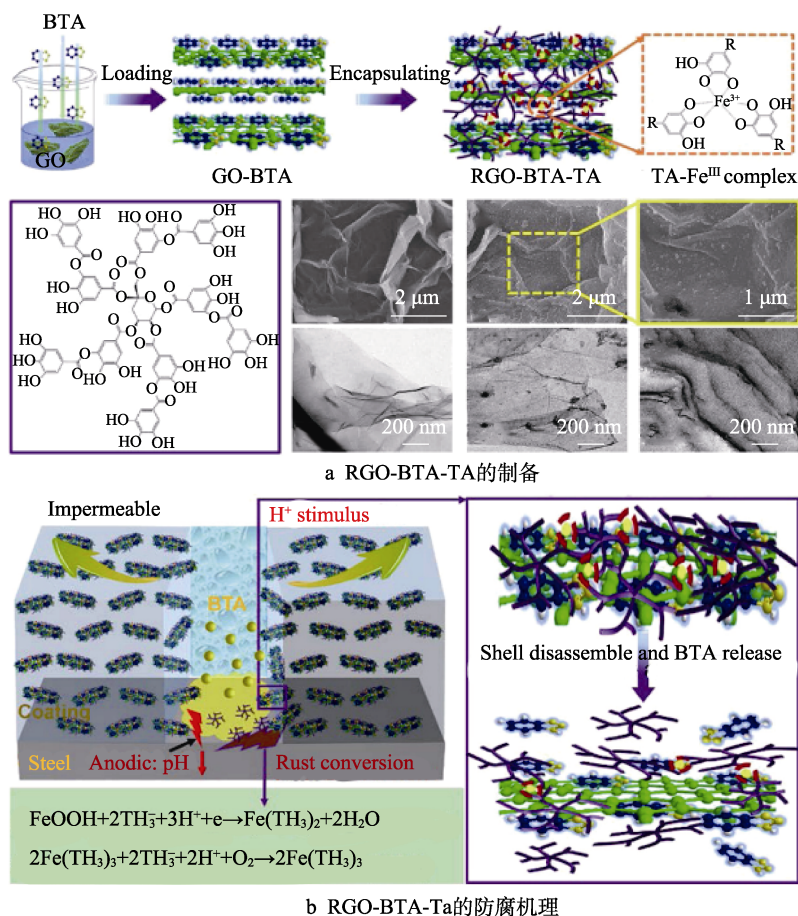 BTA
Loading
Encapsulating
GO
GO-BTA
RGO-BTA-TA
R
HO
O
O
Fe³⁺
O
O
OH
R
O
O
OH
R
TA-Feᴵᴵᴵ complex
2 μm
2 μm
1 μm
200 nm
200 nm
200 nm
a RGO-BTA-TA的制备
Impermeable
H⁺ stimulus
BTA
Coating
Steel
Anodic: pH
Rust conversion
Shell disassemble and BTA release
FeOOH+2TH₃⁻+3H⁺+e→Fe(TH₃)₂+2H₂O
2Fe(TH₃)₃+2TH₃⁻+2H⁺+O₂→2Fe(TH₃)₃
b RGO-BTA-Ta的防腐机理